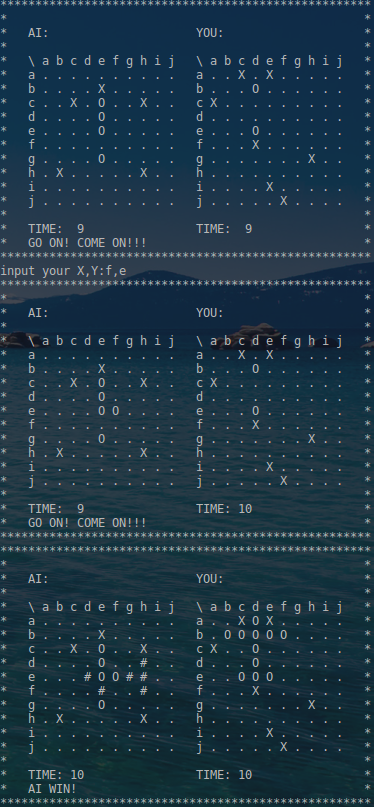 *****************************************************
*   AI:                     YOU:                    *
*   \ a b c d e f g h i j   \ a b c d e f g h i j   *
*   a . . . . . . . . . .   a . . X . X . . . . .   *
*   b . . . . X . . . . .   b . . . O . . . . . .   *
*   c . . X . O . . X . .   c X . . . . . . . . .   *
*   d . . . . O . . . . .   d . . . . . . . . . .   *
*   e . . . . O . . . . .   e . . . O . . . . . .   *
*   f . . . . . . . . . .   f . . . X . . . . . .   *
*   g . . . . O . . . . .   g . . . . . . . X . .   *
*   h . X . . . . . X . .   h . . . . . . . . . .   *
*   i . . . . . . . . . .   i . . . . X . . . . .   *
*   j . . . . . . . . . .   j . . . . . X . . . .   *
*   TIME:  9                TIME:  9                *
*   GO ON! COME ON!!!                               *
*****************************************************
input your X,Y:f,e
*****************************************************
*   AI:                     YOU:                    *
*   \ a b c d e f g h i j   \ a b c d e f g h i j   *
*   a . . . . . . . . . .   a . . X . X . . . . .   *
*   b . . . . X . . . . .   b . . . O . . . . . .   *
*   c . . X . O . . X . .   c X . . . . . . . . .   *
*   d . . . . O . . . . .   d . . . . . . . . . .   *
*   e . . . . O O . . . .   e . . . O . . . . . .   *
*   f . . . . . . . . . .   f . . . X . . . . . .   *
*   g . . . . O . . . . .   g . . . . . . . X . .   *
*   h . X . . . . . X . .   h . . . . . . . . . .   *
*   i . . . . . . . . . .   i . . . . X . . . . .   *
*   j . . . . . . . . . .   j . . . . . X . . . .   *
*   TIME:  9                TIME: 10                *
*   GO ON! COME ON!!!                               *
*****************************************************
*****************************************************
*   AI:                     YOU:                    *
*   \ a b c d e f g h i j   \ a b c d e f g h i j   *
*   a . . . . . . . . . .   a . . X O X . . . . .   *
*   b . . . . X . . . . .   b . O O O O O . . . .   *
*   c . . X . O . . X . .   c X . . O . . . . . .   *
*   d . . . . O . . # . .   d . . . O . . . . . .   *
*   e . . . # O O # # . .   e . . O O O . . . . .   *
*   f . . . . # . . # . .   f . . . X . . . . . .   *
*   g . . . . O . . . . .   g . . . . . . . X . .   *
*   h . X . . . . . X . .   h . . . . . . . . . .   *
*   i . . . . . . . . . .   i . . . . X . . . . .   *
*   j . . . . . . . . . .   j . . . . . X . . . .   *
*   TIME: 10                TIME: 10                *
*   AI WIN!                                         *
*****************************************************